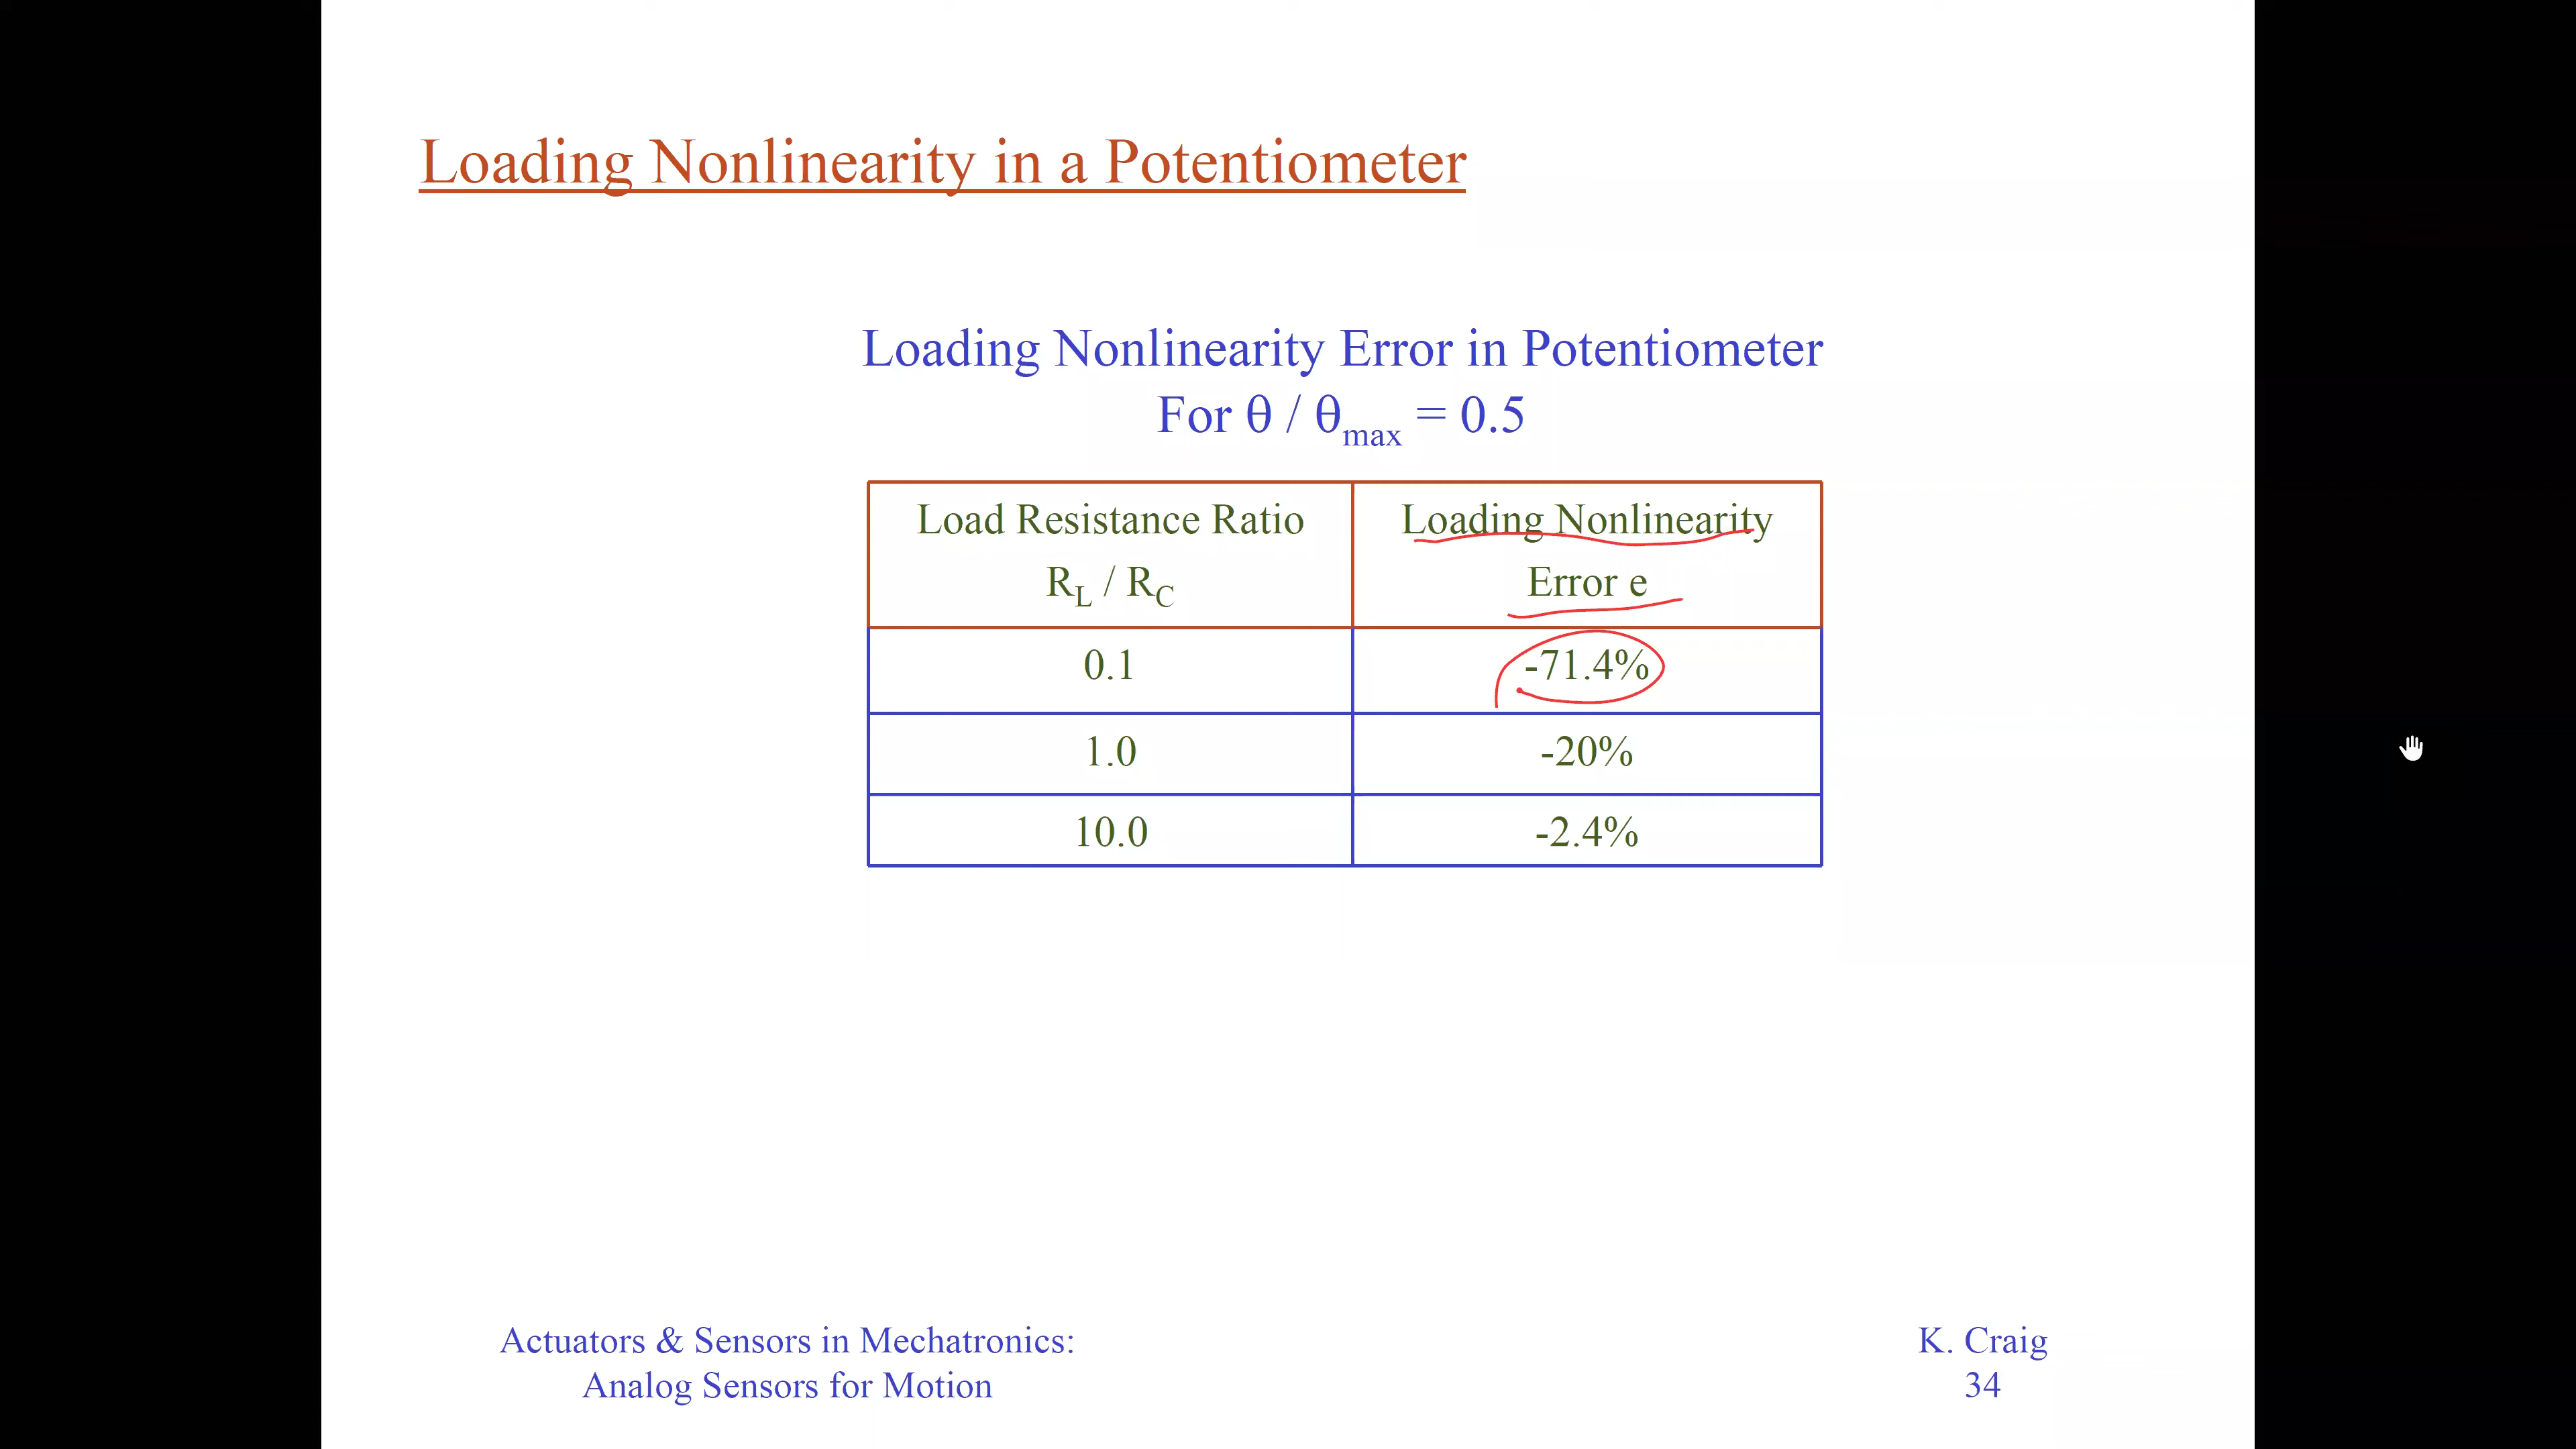 Loading Nonlinearity in a Potentiometer
Loading Nonlinearity Error in Potentiometer
For θ / θmax = 0.5
Load Resistance Ratio
RL / RC
Loading Nonlinearity
Error e
0.1
-71.4%
1.0
-20%
10.0
-2.4%
Actuators & Sensors in Mechatronics:
Analog Sensors for Motion
K. Craig
34